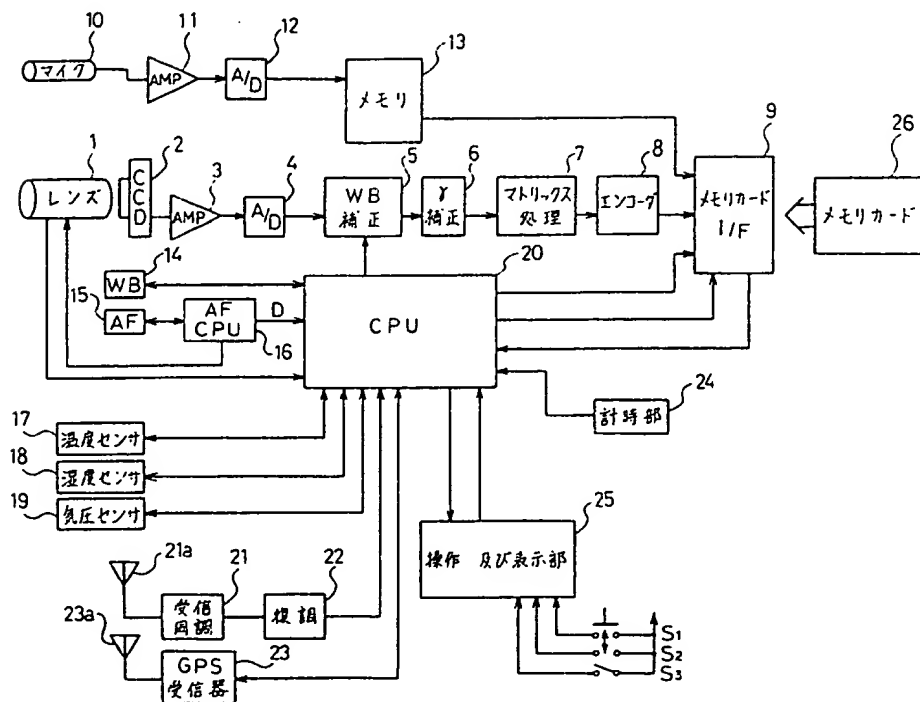 10
マイク
11
AMP
12
A/D
13
メモリ
1
レンズ
2
CCD
3
AMP
4
A/D
5
WB
補正
6
γ
補正
7
マトリックス
処理
8
エンコーダ
9
メモリカード
I/F
26
メモリカード
14
WB
15
AF
AF
CPU
16
D
20
CPU
24
計時部
17
温度センサ
18
湿度センサ
19
気圧センサ
21a
21
受信
同調
22
復調
23a
23
GPS
受信器
25
操作 及び表示部
S1
S2
S3